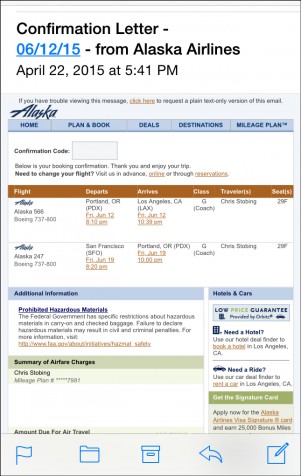 Confirmation Letter -
06/12/15 - from Alaska Airlines
April 22, 2015 at 5:41 PM
If you have trouble viewing this message, click here to request a plain text-only version of this email.
Alaska
HOME PLAN & BOOK DEALS DESTINATIONS MILEAGE PLAN™
Confirmation Code:
Below is your booking confirmation. Thank you and enjoy your trip.
Need to change your flight? Visit us in advance, online or through reservations.
Flight Departs Arrives Class Traveler(s) Seat(s)
Alaska Portland, OR Los Angeles, CA G Chris Stobing 29F
Alaska 566 (PDX) (LAX) (Coach)
Boeing 737-800 Fri, Jun 12 Fri, Jun 12
6:10 pm 8:39 pm
Alaska San Francisco Portland, OR (PDX) G Chris Stobing 29F
Alaska 247 (SFO) Fri, Jun 19 (Coach)
Boeing 737-800 Fri, Jun 19 10:00 pm
8:20 pm
Additional Information Hotels & Cars
Prohibited Hazardous Materials
The Federal Government has specific restrictions about hazardous
materials in carry-on and checked baggage. Failure to declare
hazardous materials may result in civil and criminal penalties. For
more information, visit:
http://www.faa.gov/about/initiatives/hazmat_safety
LOW PRICE GUARANTEE
Provided by Orbitz
Need a Hotel?
Use our hotel deal finder to
book a hotel in Los Angeles,
CA.
Need a Ride?
Use our car deal finder to
rent a car in Los Angeles, CA.
Summary of Airfare Charges
Chris Stobing
Mileage Plan # *****7981
Amount Due For Air Travel
Get the Signature Card
Apply now for the Alaska
Airlines Visa Signature® card
and earn 25,000 Bonus Miles